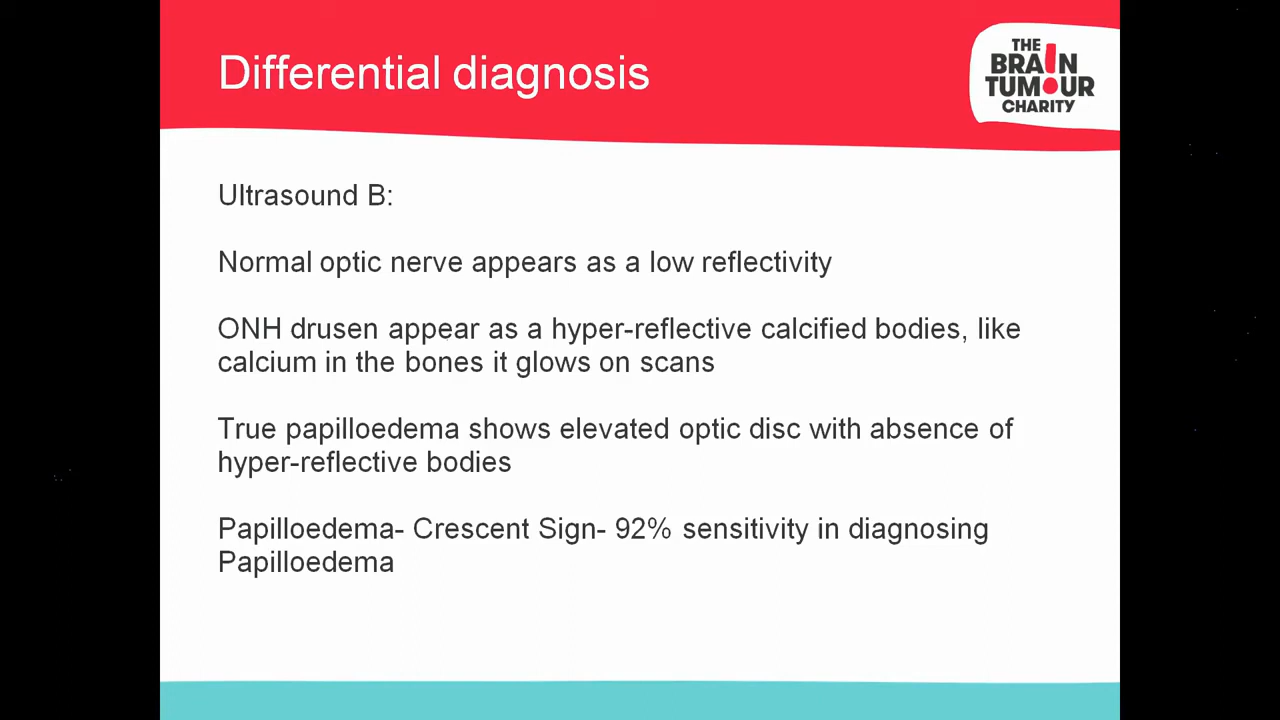 Differential diagnosis
THE
BRAIN
TUMOUR
CHARITY
Ultrasound B:
Normal optic nerve appears as a low reflectivity
ONH drusen appear as a hyper-reflective calcified bodies, like
calcium in the bones it glows on scans
True papilloedema shows elevated optic disc with absence of
hyper-reflective bodies
Papilloedema- Crescent Sign- 92% sensitivity in diagnosing
Papilloedema